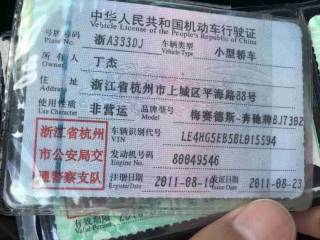 中华人民共和国机动车行驶证
Vehicle License of the People's Republic of China
号牌号码 Plate No. 浙A333DJ 车辆类型 Vehicle Type 小型轿车
所有人 Owner 丁杰
住址 浙江省杭州市上城区平海路88号
使用性质 Use Character 非营运 品牌型号 Model 梅赛德斯-奔驰牌BJ7302
浙江省杭州市公安局交通警察支队
车辆识别代号 VIN LE4HG5EB5BL015594
发动机号码 Engine No. 80049546
注册日期 Register Date 2011-08-1 发证日期 Issue Date 2011-08-23
有效期限
Valid Period